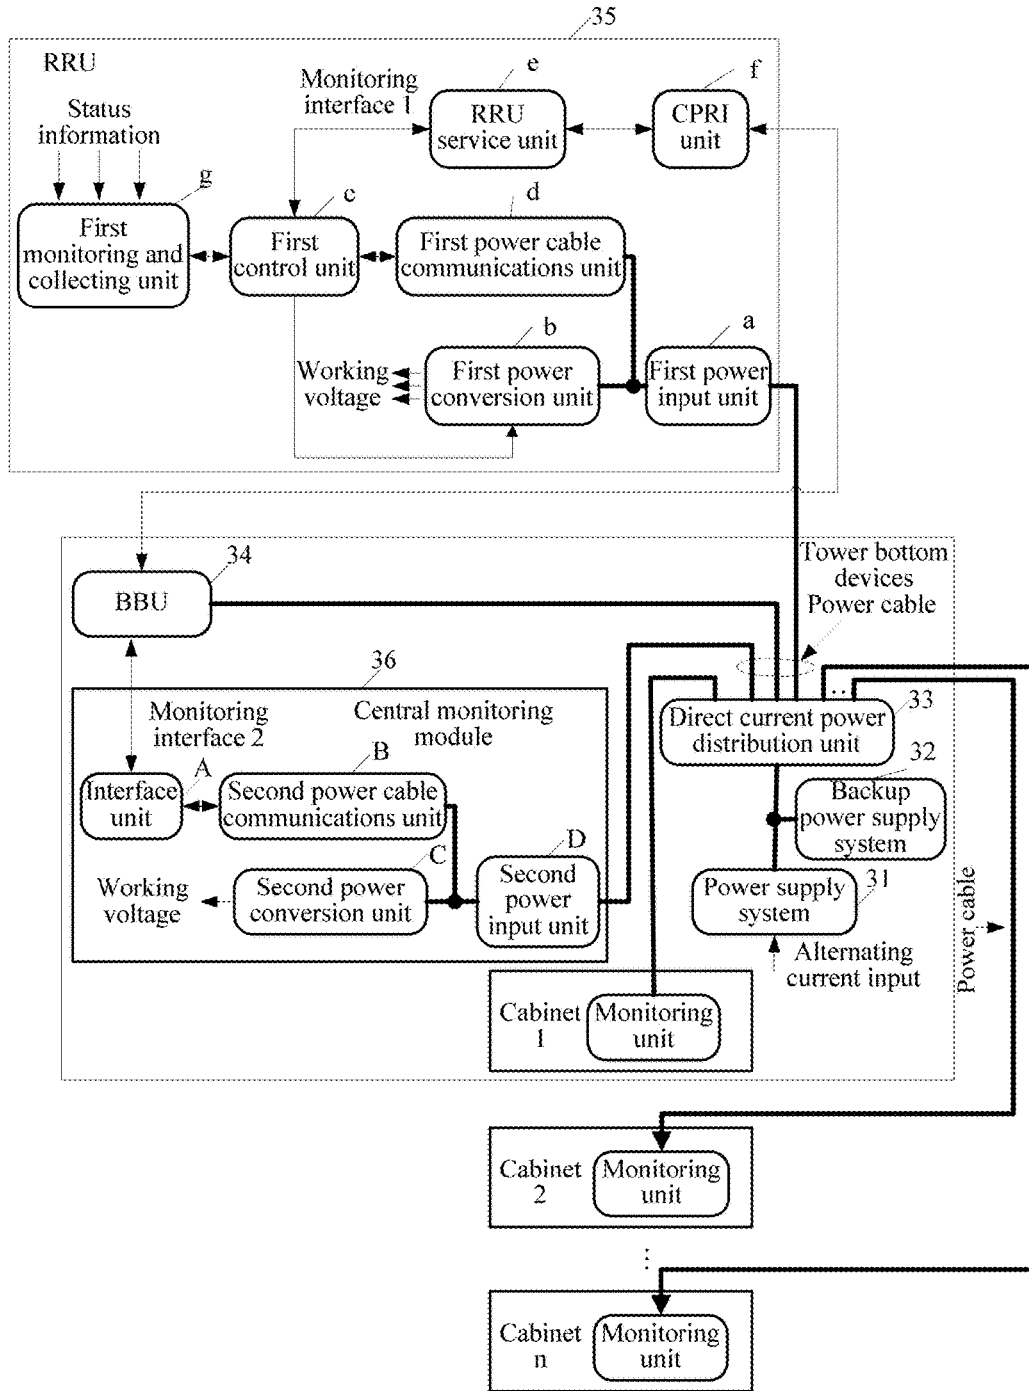 35
RRU
Monitoring
interface 1
e
f
RRU
service unit
CPRI
unit
Status
information
g
c
d
First
monitoring and
collecting unit
First
control unit
First power cable
communications unit
b
a
Working
voltage
First power
conversion unit
First power
input unit
34
BBU
Tower bottom
devices
Power cable
36
Monitoring
interface 2
Central monitoring
module
..
Direct current power
distribution unit
33
A
B
32
Interface
unit
Second power cable
communications unit
Backup
power supply
system
C
D
Working
voltage
Second power
conversion unit
Second
power
input unit
Power supply
system
31
Power cable
Alternating
current input
Cabinet
1
Monitoring
unit
Cabinet
2
Monitoring
unit
...
Cabinet
n
Monitoring
unit